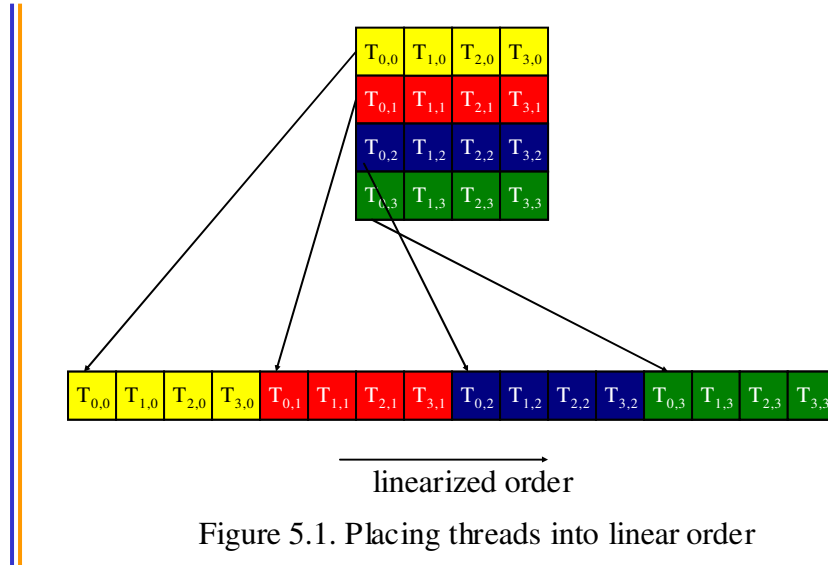 T0,0 T1,0 T2,0 T3,0
T0,1 T1,1 T2,1 T3,1
T0,2 T1,2 T2,2 T3,2
T0,3 T1,3 T2,3 T3,3
T0,0 T1,0 T2,0 T3,0 T0,1 T1,1 T2,1 T3,1 T0,2 T1,2 T2,2 T3,2 T0,3 T1,3 T2,3 T3,3
linearized order
Figure 5.1. Placing threads into linear order